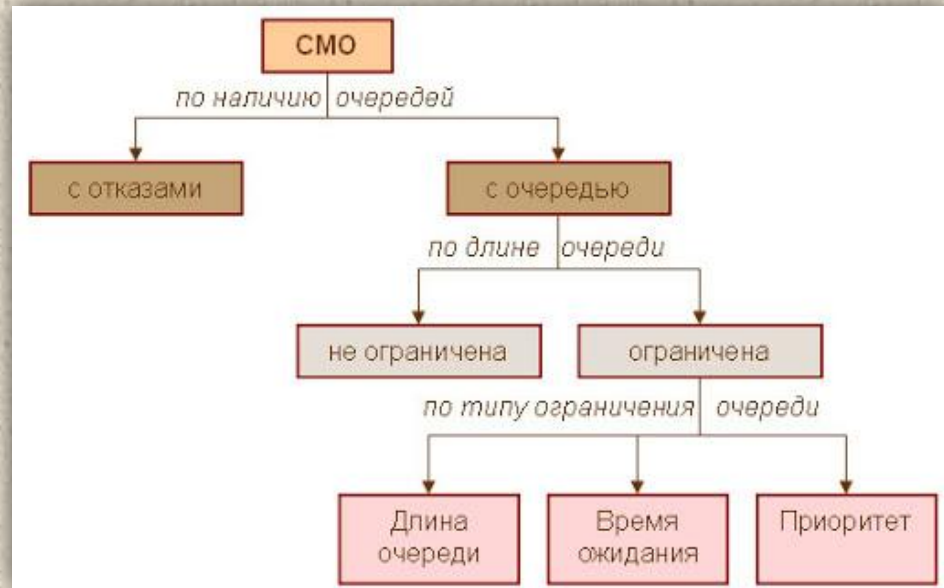 СМО
по наличию очередей
с отказами
с очередью
по длине очереди
не ограничена
ограничена
по типу ограничения очереди
Длина
очереди
Время
ожидания
Приоритет